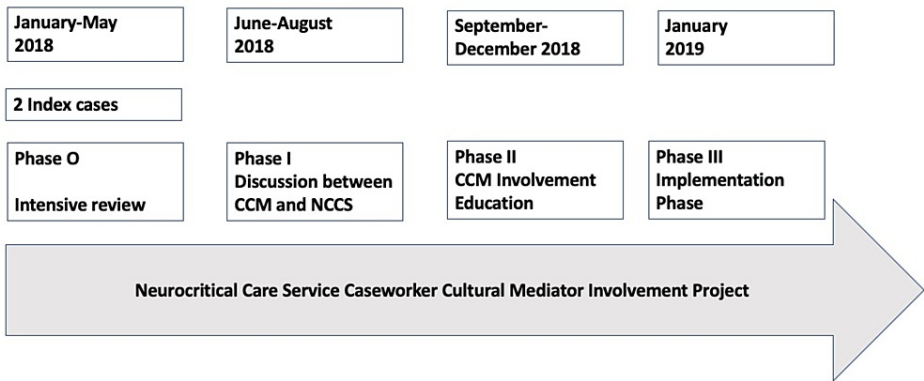 January-May
2018
June-August
2018
September-
December 2018
January
2019
2 Index cases
Phase O
Intensive review
Phase I
Discussion between
CCM and NCCS
Phase II
CCM Involvement
Education
Phase III
Implementation
Phase
Neurocritical Care Service Caseworker Cultural Mediator Involvement Project